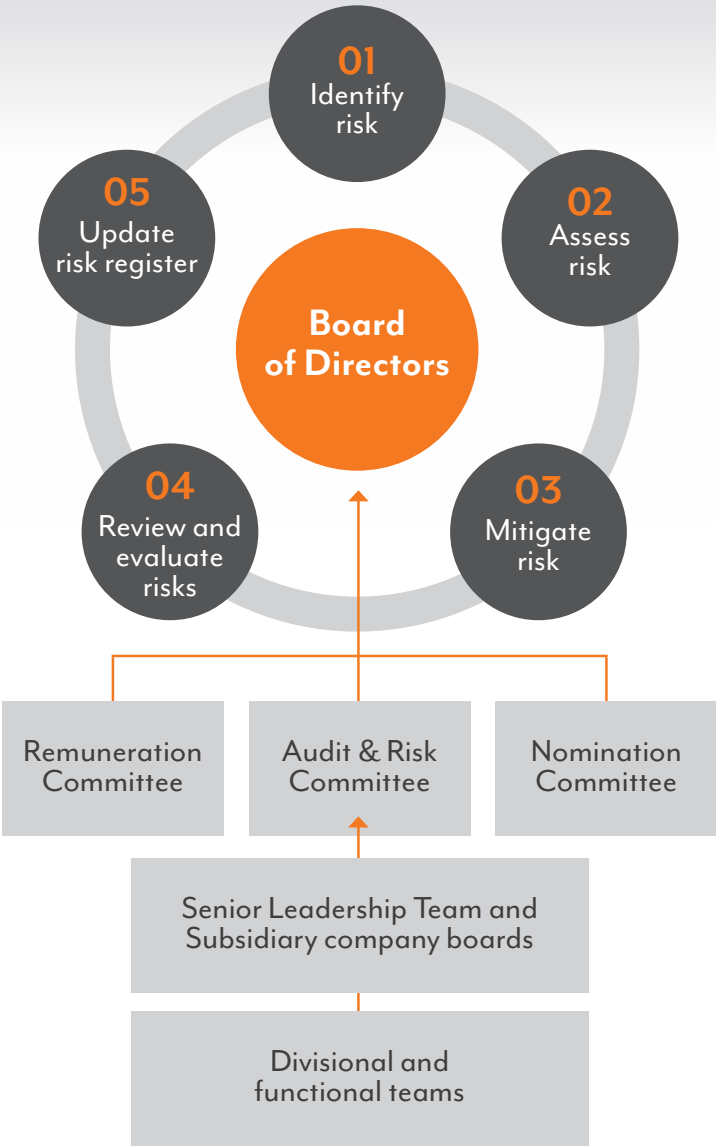 01
Identify
risk
02
Assess
risk
03
Mitigate
risk
04
Review and
evaluate
risks
05
Update
risk register
Board
of Directors
Remuneration
Committee
Audit & Risk
Committee
Nomination
Committee
Senior Leadership Team and
Subsidiary company boards
Divisional and
functional teams